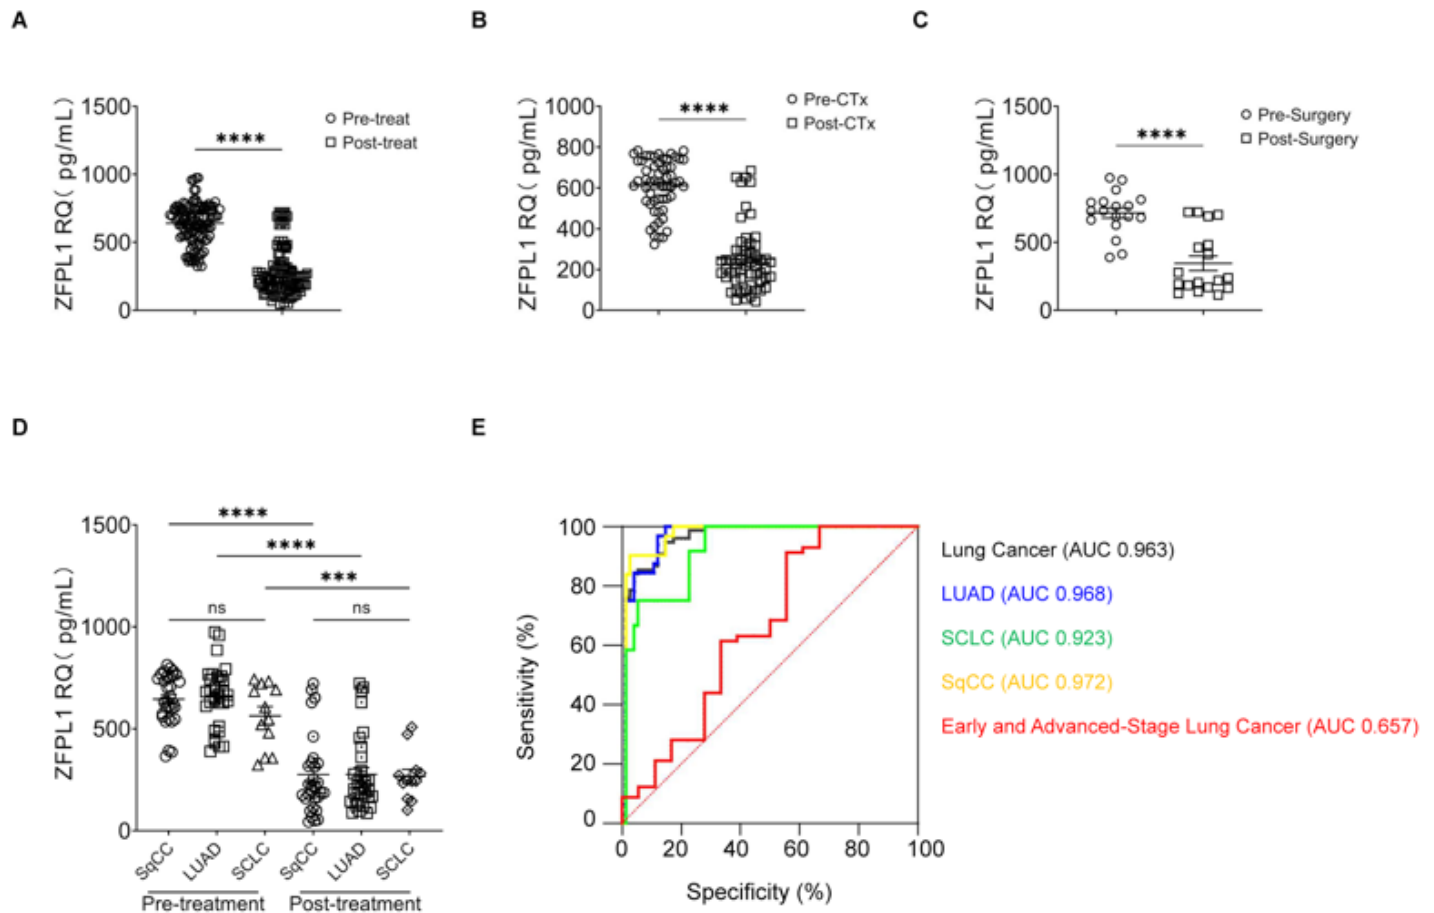 A
B
C
ZFPL1 RQ( pg/mL)
1500
1000
500
0
****
Pre-treat
Post-treat
ZFPL1 RQ( pg/mL)
1000
800
600
400
200
0
****
Pre-CTx
Post-CTx
ZFPL1 RQ( pg/mL)
1500
1000
500
0
****
Pre-Surgery
Post-Surgery
D
E
ZFPL1 RQ( pg/mL)
1500
1000
500
0
****
****
***
ns
ns
SqCC
LUAD
SCLC
SqCC
LUAD
SCLC
Pre-treatment
Post-treatment
Sensitivity (%)
100
80
60
40
20
0
0 20 40 60 80 100
Specificity (%)
Lung Cancer (AUC 0.963)
LUAD (AUC 0.968)
SCLC (AUC 0.923)
SqCC (AUC 0.972)
Early and Advanced-Stage Lung Cancer (AUC 0.657)